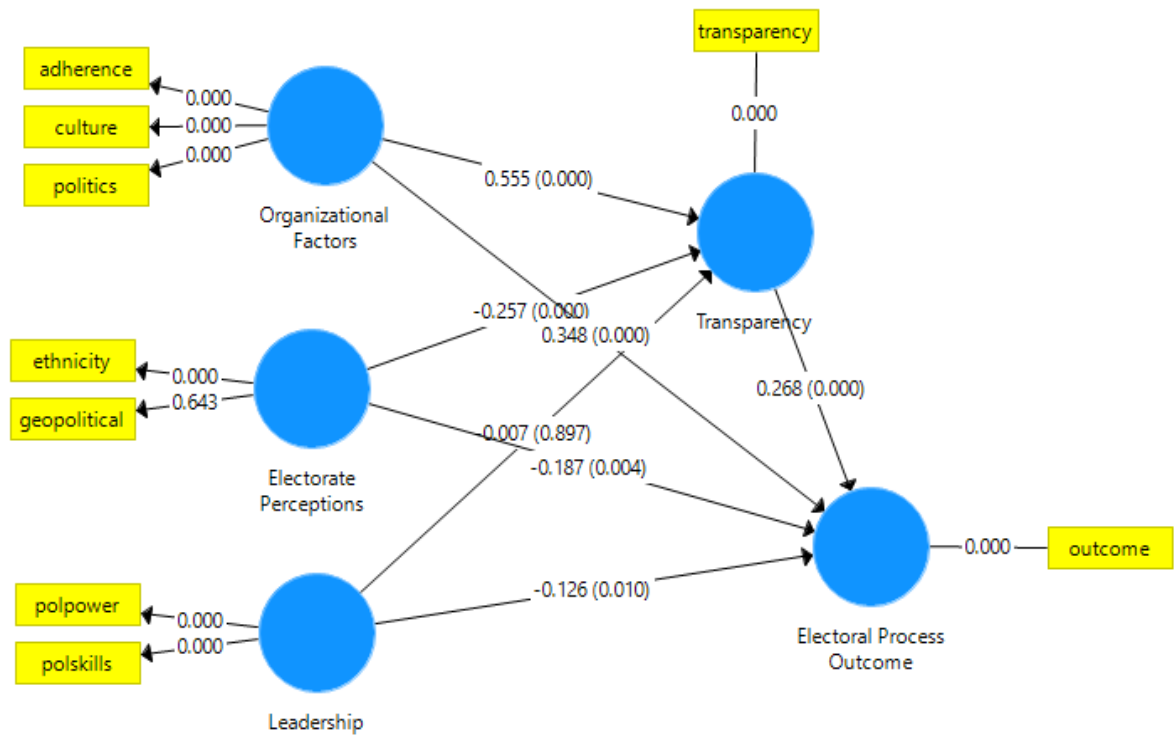 transparency
adherence
0.000
culture
0.000
politics
0.000
0.000
0.555 (0.000)
Organizational
Factors
-0.257 (0.000)
0.348 (0.000)
Transparency
ethnicity
0.000
geopolitical
0.643
0.268 (0.000)
-0.007 (0.897)
-0.187 (0.004)
Electorate
Perceptions
0.000
outcome
-0.126 (0.010)
polpower
0.000
polskills
0.000
Electoral Process
Outcome
Leadership